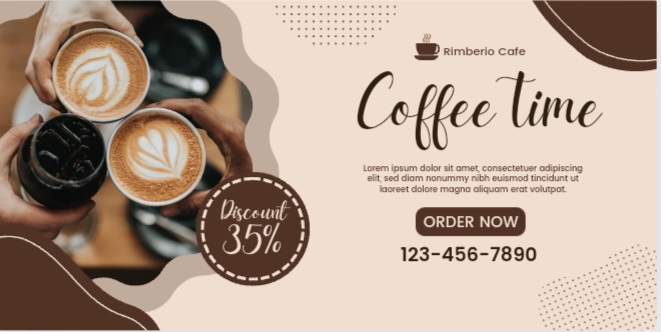 Rimberio Cafe
Coffee time
Lorem ipsum dolor sit amet, consectetuer adipiscing
elit, sed diam nonummy nibh euismod tincidunt ut
laoreet dolore magna aliquam erat volutpat.
ORDER NOW
123-456-7890
Discount
35%